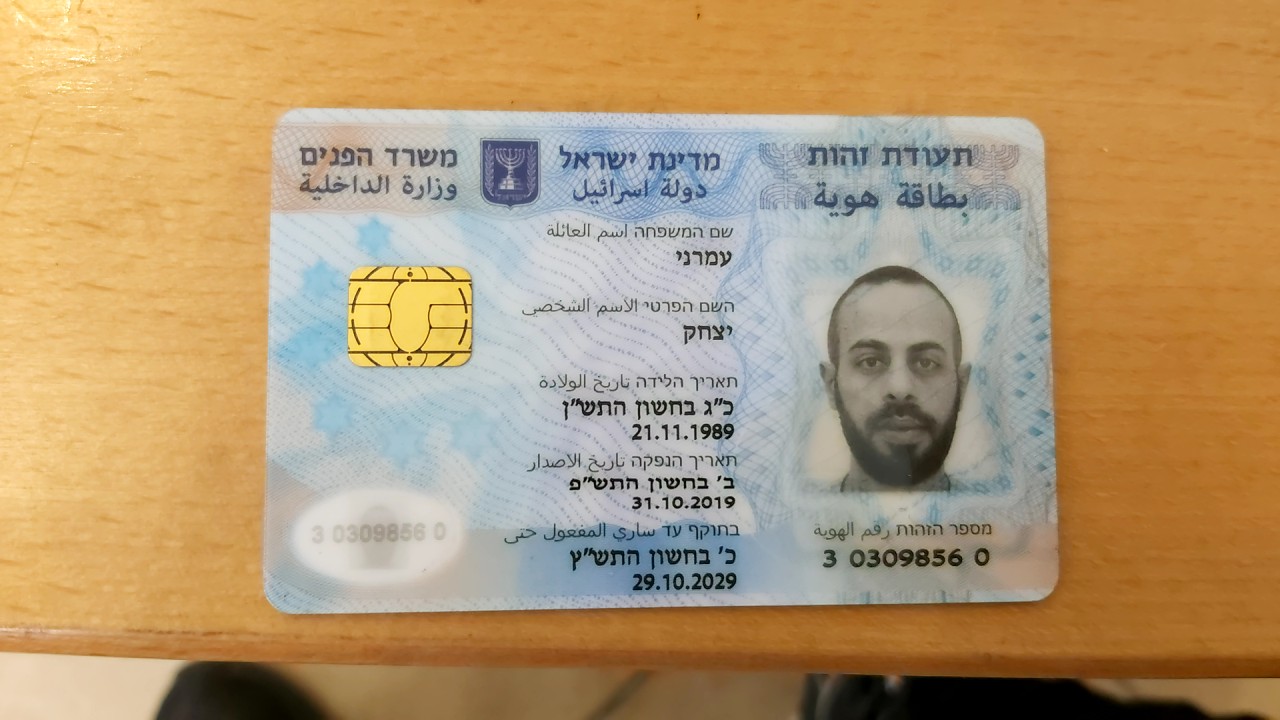 תעודת זהות
بطاقة هوية
מדינת ישראל
دولة اسرائيل
משרד הפנים
وزارة الداخلية
שם המשפחה اسم العائلة
עמרני
השם הפרטי الاسم الشخصي
יצחק
תאריך הלידה تاريخ الولادة
כ"ג בחשון התש"ן
21.11.1989
תאריך הנפקה تاريخ الاصدار
ב' בחשון התש"פ
31.10.2019
בתוקף עד ساري المفعول حتى
כ' בחשון התש"ץ
29.10.2029
מספר הזהות رقم الهوية
3 0309856 0
3 0309856 0